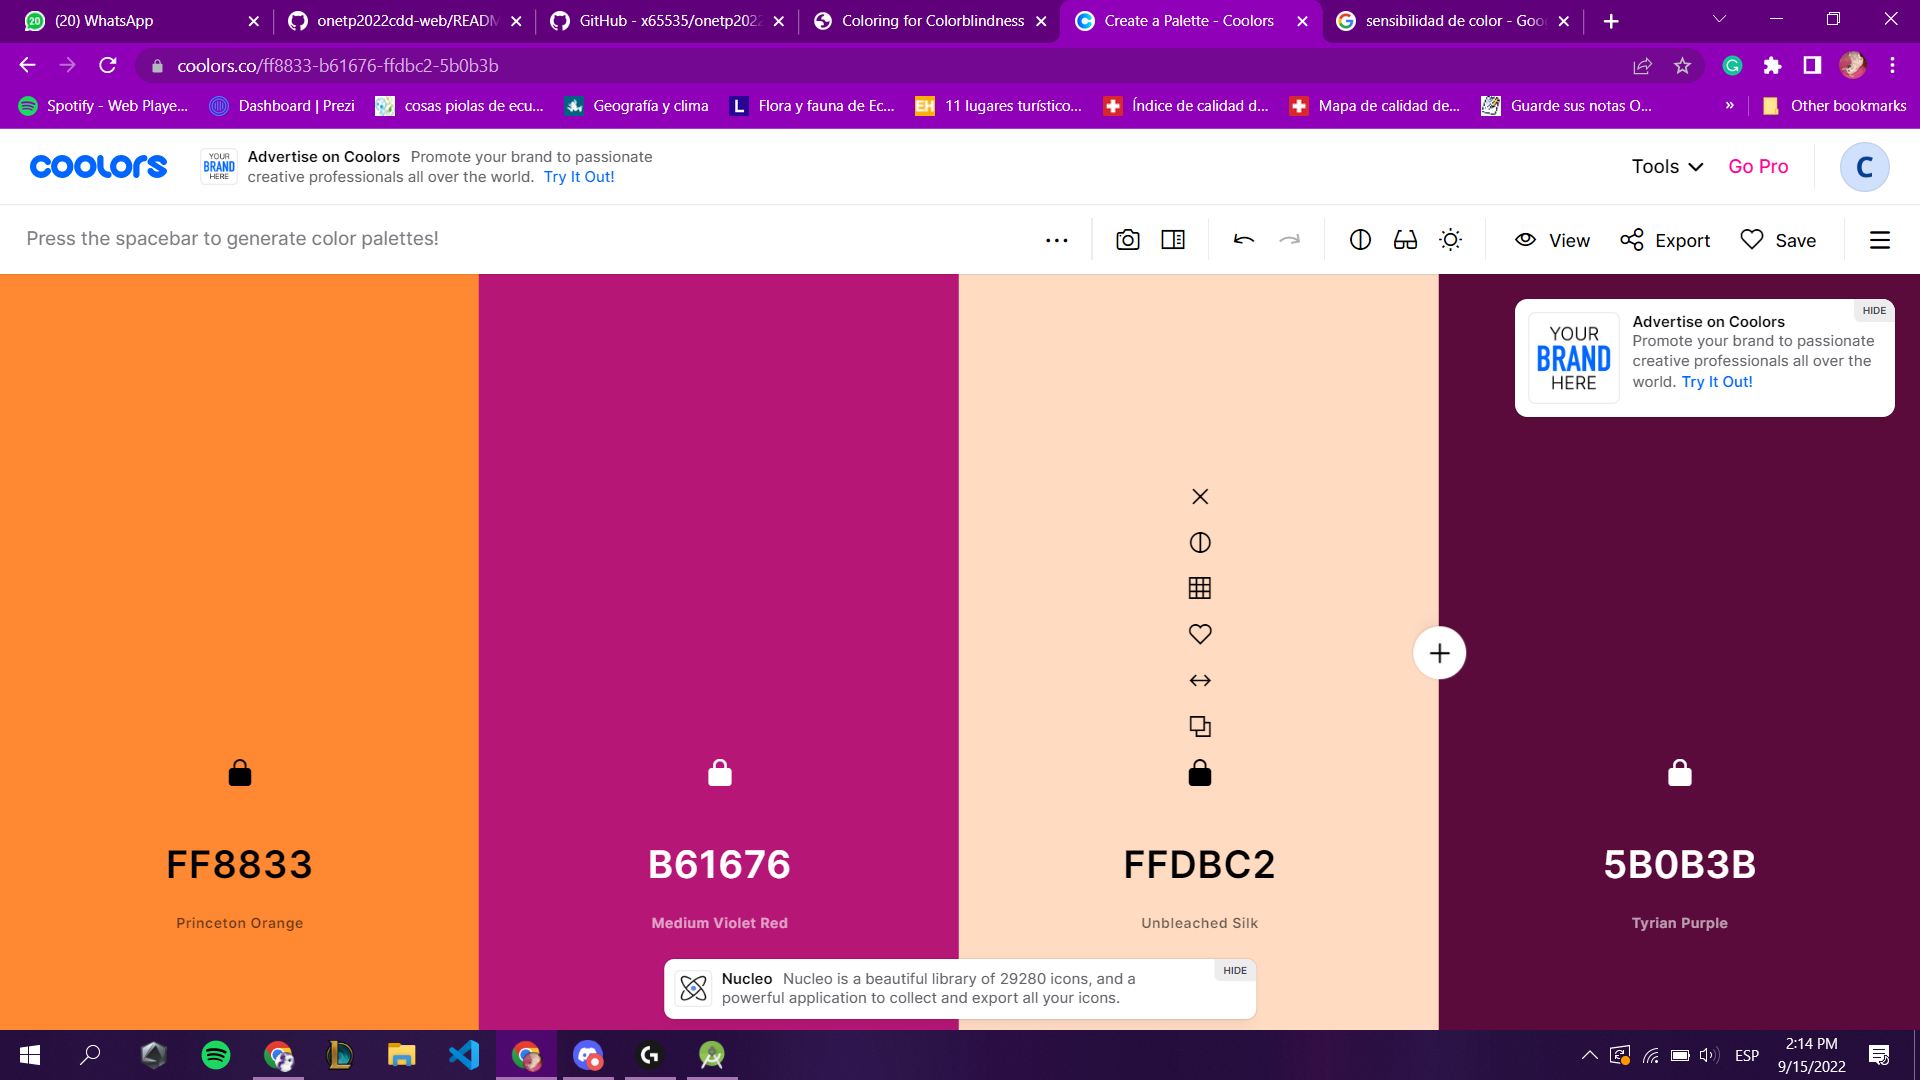 (20) WhatsApp
onetp2022cdd-web/READM
GitHub - x65535/onetp2022
Coloring for Colorblindness
Create a Palette - Coolors
sensibilidad de color - Goo
coolors.co/ff8833-b61676-ffdbc2-5b0b3b
Spotify - Web Playe...
Dashboard | Prezi
cosas piolas de ecu...
Geografía y clima
Flora y fauna de Ec...
11 lugares turístico...
Índice de calidad d...
Mapa de calidad de...
Guarde sus notas O...
»
Other bookmarks
coolors
YOUR
BRAND
HERE
Advertise on Coolors Promote your brand to passionate
creative professionals all over the world. Try It Out!
Tools
Go Pro
C
Press the spacebar to generate color palettes!
View
Export
Save
HIDE
YOUR
BRAND
HERE
Advertise on Coolors
Promote your brand to passionate
creative professionals all over the
world. Try It Out!
FF8833
Princeton Orange
B61676
Medium Violet Red
FFDBC2
Unbleached Silk
5B0B3B
Tyrian Purple
HIDE
Nucleo Nucleo is a beautiful library of 29280 icons, and a
powerful application to collect and export all your icons.
ESP
2:14 PM
9/15/2022